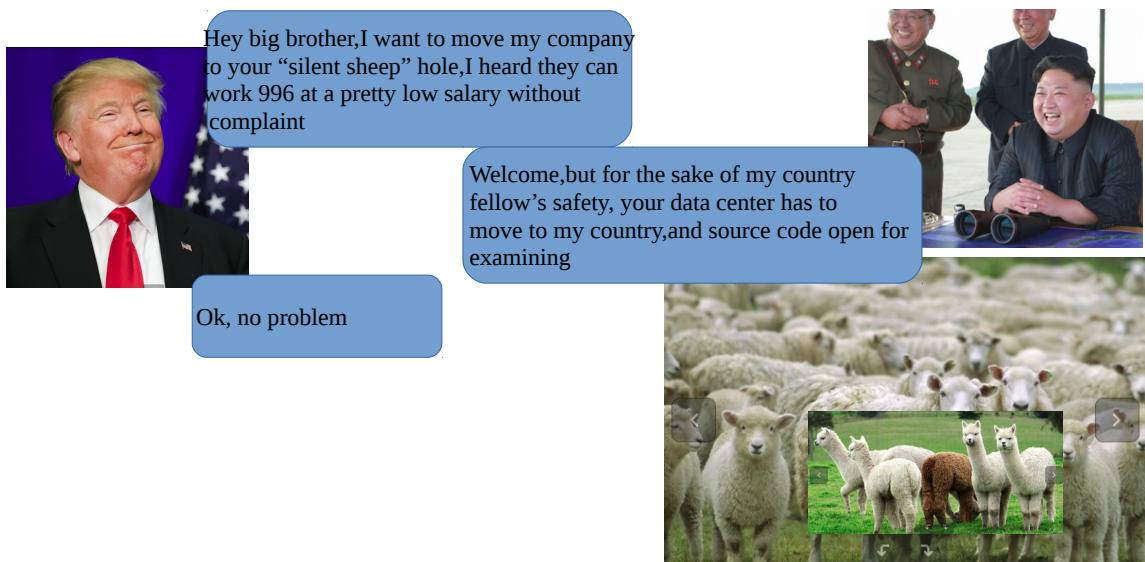 Hey big brother,I want to move my company
to your “silent sheep” hole,I heard they can
work 996 at a pretty low salary without
complaint
Welcome,but for the sake of my country
fellow’s safety, your data center has to
move to my country,and source code open for
examining
Ok, no problem